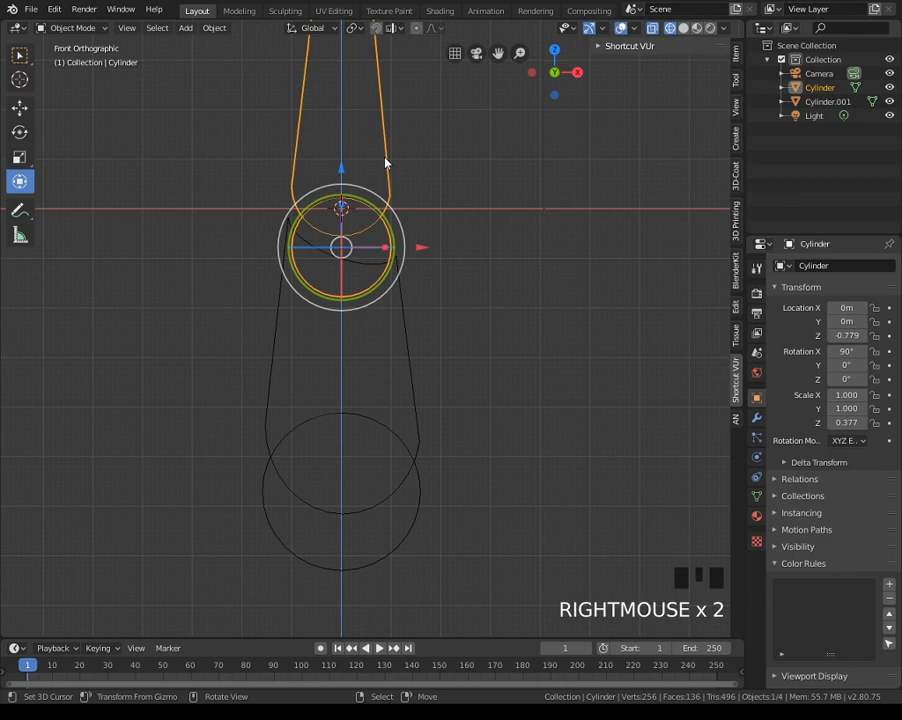 File Edit Render Window Help Layout Modeling Sculpting UV Editing Texture Paint Shading Animation Rendering Compositing Scene View Layer
Object Mode View Select Add Object Global
Front Orthographic
(1) Collection | Cylinder
Shortcut VUr
Z
Y
X
Item
Tool
View
Create
3D-Coat
3D Printing
BlenderKit
Edit
Tissue
Shortcut VUr
AN
Scene Collection
Collection
Camera
Cylinder
Cylinder.001
Light
Cylinder
Cylinder
Transform
Location X 0m
Y 0m
Z -0.779
Rotation X 90°
Y 0°
Z 0°
Scale X 1.000
Y 1.000
Z 0.377
Rotation Mo.. XYZ E..
Delta Transform
Relations
Collections
Instancing
Motion Paths
Visibility
Color Rules
Viewport Display
RIGHTMOUSE x 2
Playback Keying View Marker 1 Start: 1 End: 250
1 10 20 30 40 50 60 70 80 90 100 110 120 130 140 150 160 170 180 190 200 210 220 230 240 250
Set 3D Cursor Transform From Gizmo Rotate View Select Move Collection | Cylinder | Verts:256 | Faces:136 | Tris:496 | Objects:1/4 | Mem: 55.7 MB | v2.80.75